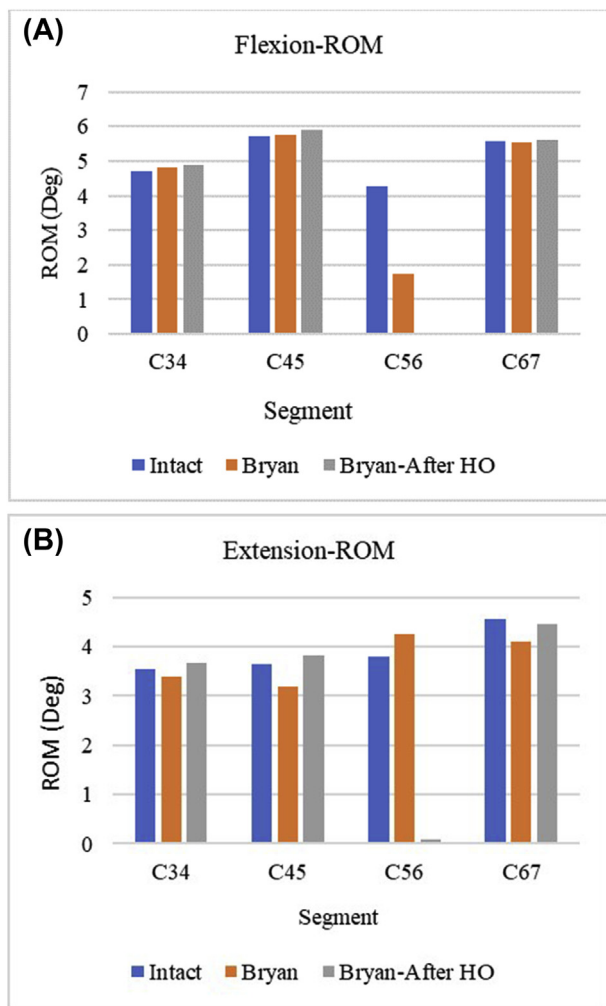 (A)
Flexion-ROM
7
6
5
4
3
2
1
0
ROM (Deg)
C34 C45 C56 C67
Segment
Intact Bryan Bryan-After HO
(B)
Extension-ROM
5
4
3
2
1
0
ROM (Deg)
C34 C45 C56 C67
Segment
Intact Bryan Bryan-After HO